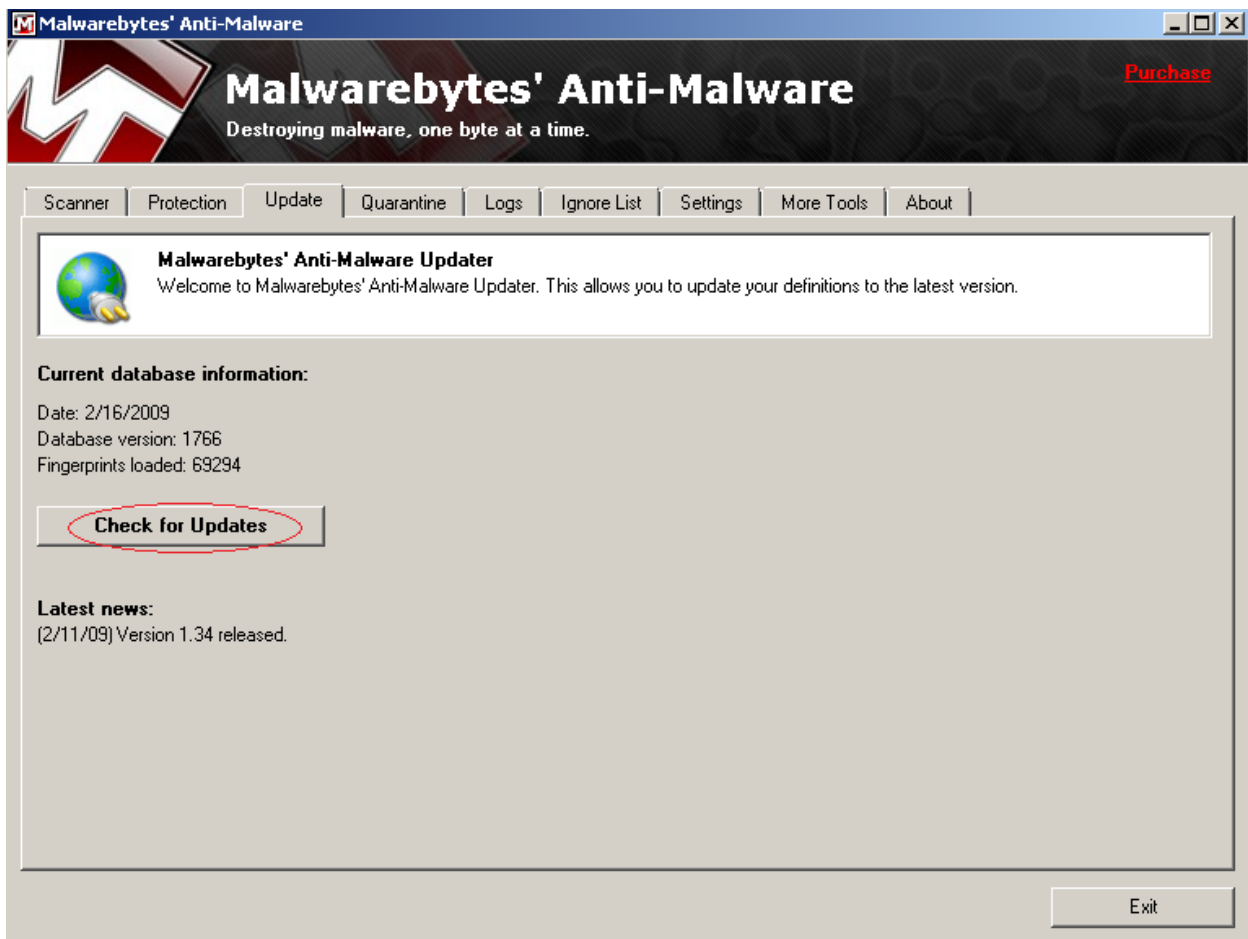 Malwarebytes' Anti-Malware
Purchase
Malwarebytes' Anti-Malware
Destroying malware, one byte at a time.
Scanner Protection Update Quarantine Logs Ignore List Settings More Tools About
Malwarebytes' Anti-Malware Updater
Welcome to Malwarebytes' Anti-Malware Updater. This allows you to update your definitions to the latest version.
Current database information:
Date: 2/16/2009
Database version: 1766
Fingerprints loaded: 69294
Check for Updates
Latest news:
(2/11/09) Version 1.34 released.
Exit